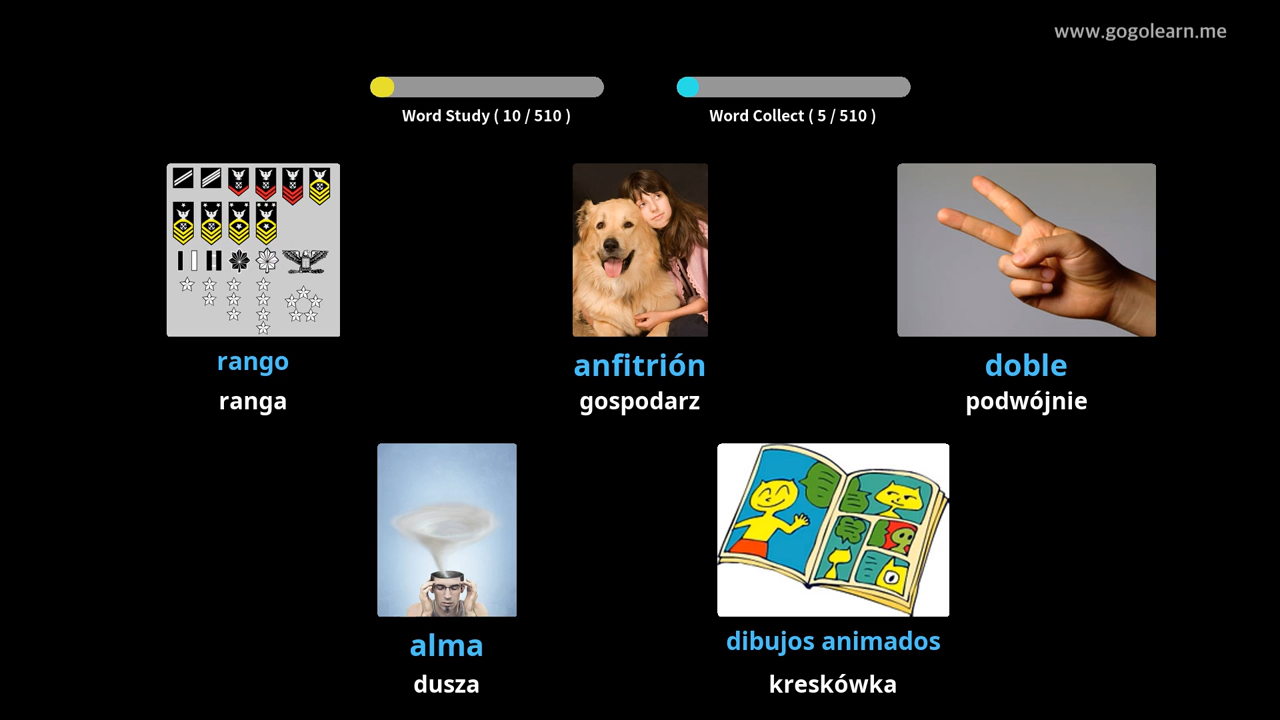 www.gogolearn.me
Word Study ( 10 / 510 )
Word Collect ( 5 / 510 )
rango
ranga
anfitrión
gospodarz
doble
podwójnie
alma
dusza
dibujos animados
kreskówka